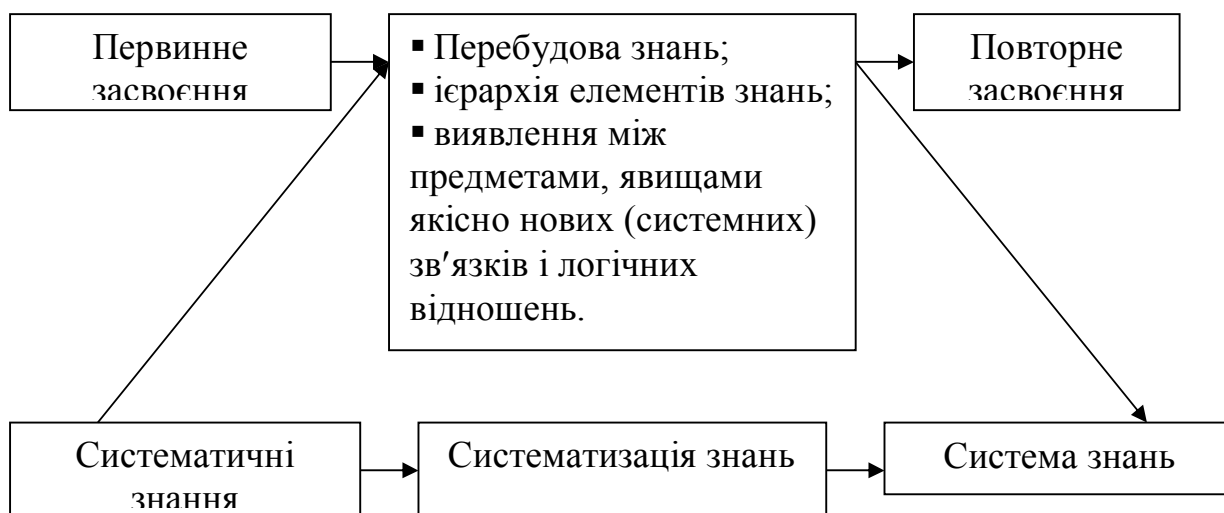 Первинне
засвоєння
▪ Перебудова знань;
▪ ієрархія елементів знань;
▪ виявлення між
предметами, явищами
якісно нових (системних)
зв′язків і логічних
відношень.
Повторне
засвоєння
Систематичні
знання
Систематизація знань
Система знань